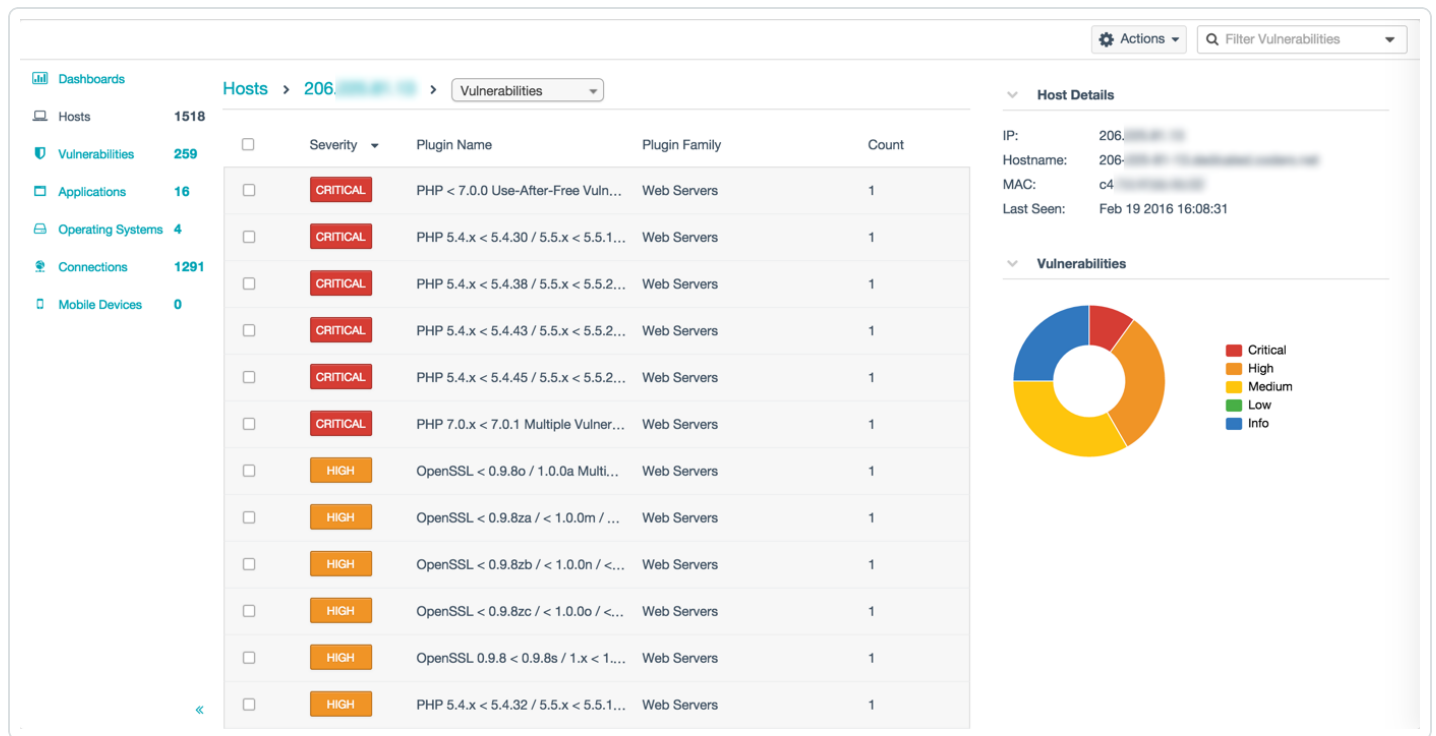 Actions
Filter Vulnerabilities
Dashboards
Hosts 1518
Vulnerabilities 259
Applications 16
Operating Systems 4
Connections 1291
Mobile Devices 0
«
Hosts > 206. > Vulnerabilities
Severity Plugin Name Plugin Family Count
CRITICAL PHP < 7.0.0 Use-After-Free Vuln... Web Servers 1
CRITICAL PHP 5.4.x < 5.4.30 / 5.5.x < 5.5.1... Web Servers 1
CRITICAL PHP 5.4.x < 5.4.38 / 5.5.x < 5.5.2... Web Servers 1
CRITICAL PHP 5.4.x < 5.4.43 / 5.5.x < 5.5.2... Web Servers 1
CRITICAL PHP 5.4.x < 5.4.45 / 5.5.x < 5.5.2... Web Servers 1
CRITICAL PHP 7.0.x < 7.0.1 Multiple Vulner... Web Servers 1
HIGH OpenSSL < 0.9.8o / 1.0.0a Multi... Web Servers 1
HIGH OpenSSL < 0.9.8za / < 1.0.0m / ... Web Servers 1
HIGH OpenSSL < 0.9.8zb / < 1.0.0n / <... Web Servers 1
HIGH OpenSSL < 0.9.8zc / < 1.0.0o / <... Web Servers 1
HIGH OpenSSL 0.9.8 < 0.9.8s / 1.x < 1.... Web Servers 1
HIGH PHP 5.4.x < 5.4.32 / 5.5.x < 5.5.1... Web Servers 1
Host Details
IP: 206.
Hostname: 206-
MAC: c4
Last Seen: Feb 19 2016 16:08:31
Vulnerabilities
Critical
High
Medium
Low
Info